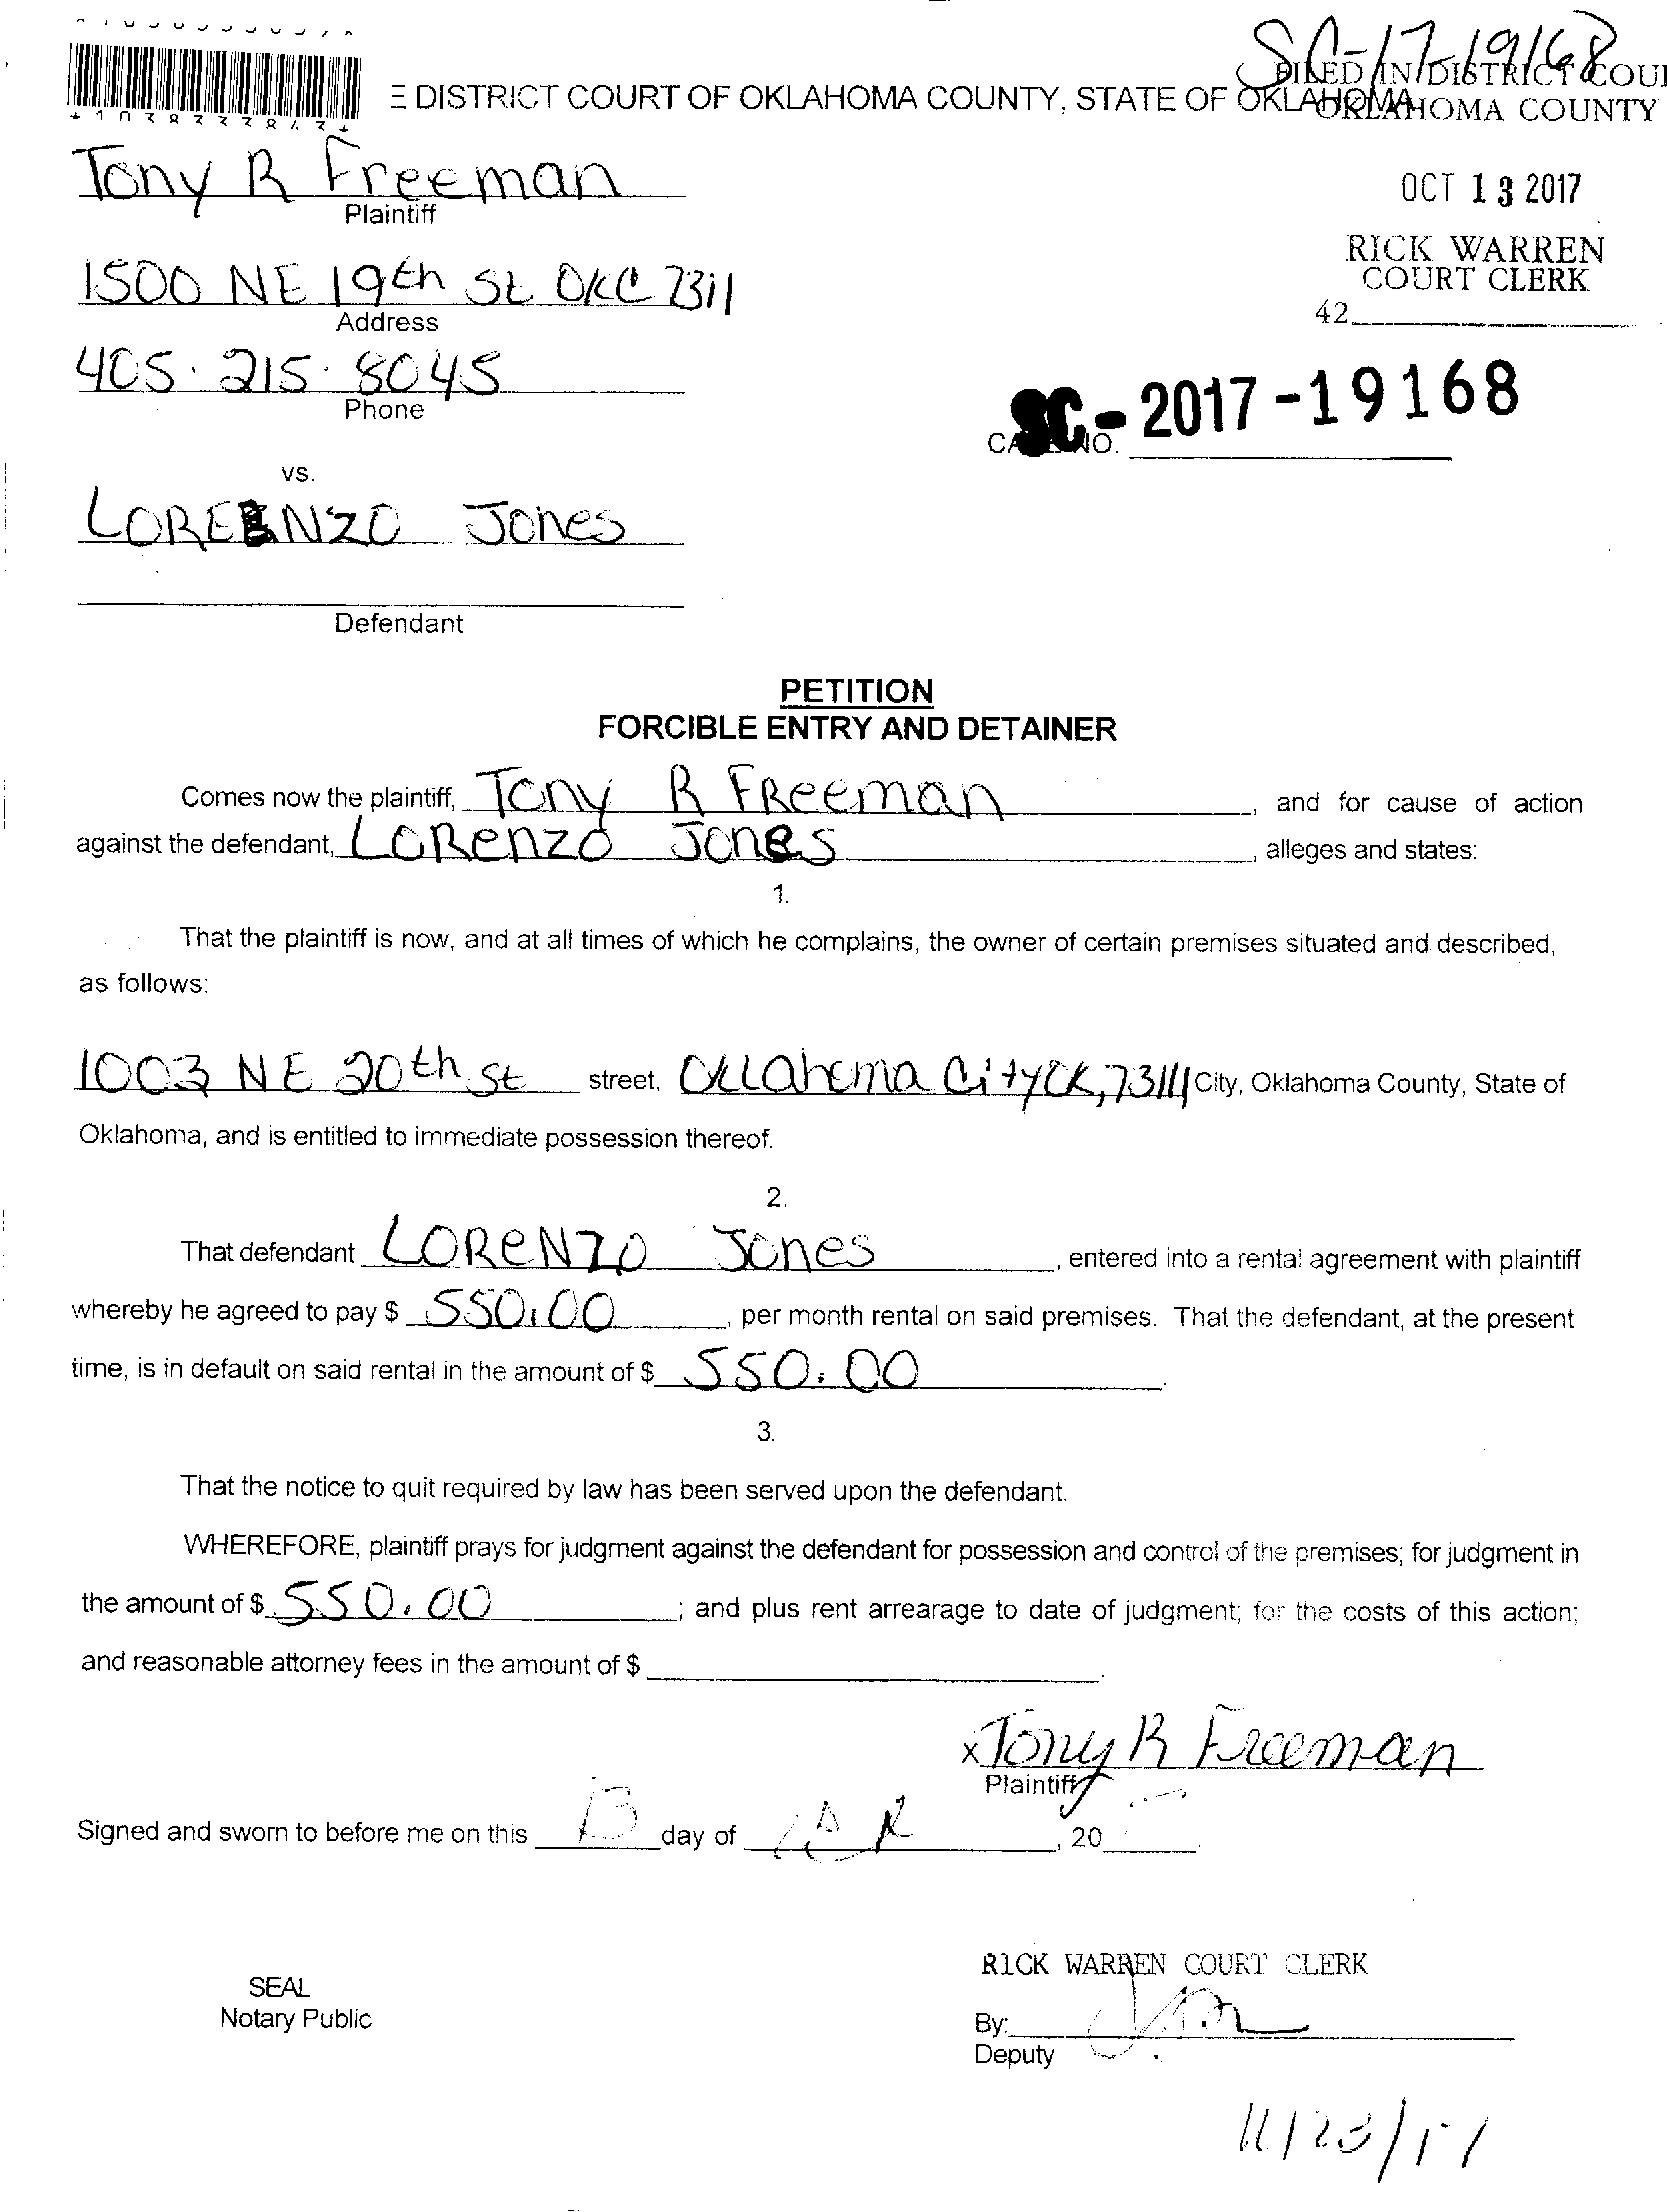 SC-17-19168
FILED IN DISTRICT COU
E DISTRICT COURT OF OKLAHOMA COUNTY, STATE OF OKLAHOMA
OKLAHOMA COUNTY
Tony R Freeman
Plaintiff
OCT 13 2017
RICK WARREN
COURT CLERK
42
1500 NE 19th St OKC 7311
Address
405.215.8045
Phone
SC-2017-19168
NO.
vs.
LORENZO Jones
Defendant
PETITION
FORCIBLE ENTRY AND DETAINER
Comes now the plaintiff, Tony R FReeman, and for cause of action
against the defendant, LORenzo Jones, alleges and states:
1.
That the plaintiff is now, and at all times of which he complains, the owner of certain premises situated and described,
as follows:
1003 NE 20th St street, OkLahoma City OK, 73111 City, Oklahoma County, State of
Oklahoma, and is entitled to immediate possession thereof.
2.
That defendant LOReNZO Jones, entered into a rental agreement with plaintiff
whereby he agreed to pay $ 550.00, per month rental on said premises. That the defendant, at the present
time, is in default on said rental in the amount of $ 550.00.
3.
That the notice to quit required by law has been served upon the defendant.
WHEREFORE, plaintiff prays for judgment against the defendant for possession and control of the premises; for judgment in
the amount of $ 550.00; and plus rent arrearage to date of judgment; for the costs of this action;
and reasonable attorney fees in the amount of $.
x Tony R Freeman
Plaintiff
Signed and sworn to before me on this 13 day of, 20
RICK WARREN COURT CLERK
SEAL
Notary Public
By:
Deputy